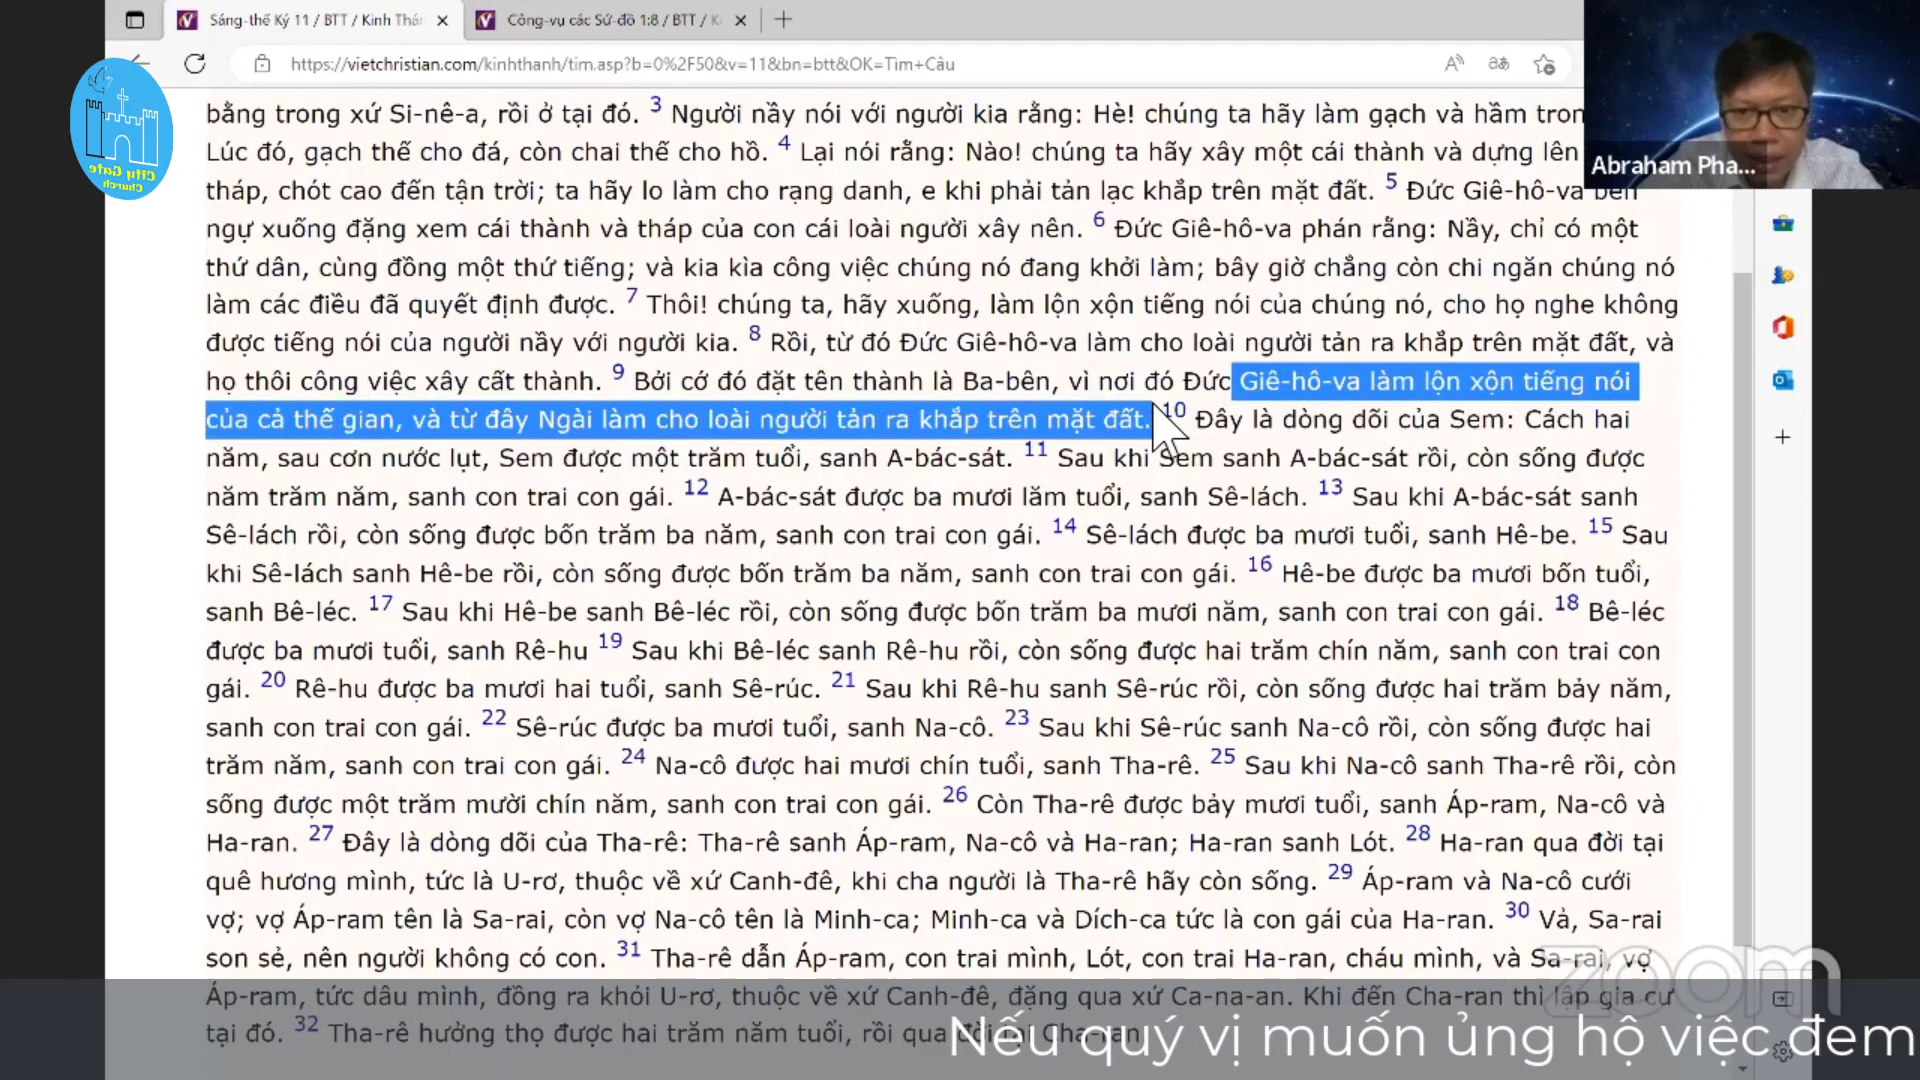 Sáng-thế Ký 11 / BTT / Kinh Thán
Công-vụ các Sứ-đồ 1:8 / BTT / K
https://vietchristian.com/kinhthanh/tim.asp?b=0%2F50&v=11&bn=btt&OK=Tìm+Câu
City Gate
Church
Abraham Pha...
bằng trong xứ Si-nê-a, rồi ở tại đó. 3 Người nầy nói với người kia rằng: Hè! chúng ta hãy làm gạch và hầm tron
Lúc đó, gạch thế cho đá, còn chai thế cho hồ. 4 Lại nói rằng: Nào! chúng ta hãy xây một cái thành và dựng lên
tháp, chót cao đến tận trời; ta hãy lo làm cho rạng danh, e khi phải tản lạc khắp trên mặt đất. 5 Đức Giê-hô-va bèn
ngự xuống đặng xem cái thành và tháp của con cái loài người xây nên. 6 Đức Giê-hô-va phán rằng: Nầy, chỉ có một
thứ dân, cùng đồng một thứ tiếng; và kia kìa công việc chúng nó đang khởi làm; bây giờ chẳng còn chi ngăn chúng nó
làm các điều đã quyết định được. 7 Thôi! chúng ta, hãy xuống, làm lộn xộn tiếng nói của chúng nó, cho họ nghe không
được tiếng nói của người nầy với người kia. 8 Rồi, từ đó Đức Giê-hô-va làm cho loài người tản ra khắp trên mặt đất, và
họ thôi công việc xây cất thành. 9 Bởi cớ đó đặt tên thành là Ba-bên, vì nơi đó Đức Giê-hô-va làm lộn xộn tiếng nói
của cả thế gian, và từ đây Ngài làm cho loài người tản ra khắp trên mặt đất. 10 Đây là dòng dõi của Sem: Cách hai
năm, sau cơn nước lụt, Sem được một trăm tuổi, sanh A-bác-sát. 11 Sau khi Sem sanh A-bác-sát rồi, còn sống được
năm trăm năm, sanh con trai con gái. 12 A-bác-sát được ba mươi lăm tuổi, sanh Sê-lách. 13 Sau khi A-bác-sát sanh
Sê-lách rồi, còn sống được bốn trăm ba năm, sanh con trai con gái. 14 Sê-lách được ba mươi tuổi, sanh Hê-be. 15 Sau
khi Sê-lách sanh Hê-be rồi, còn sống được bốn trăm ba năm, sanh con trai con gái. 16 Hê-be được ba mươi bốn tuổi,
sanh Bê-léc. 17 Sau khi Hê-be sanh Bê-léc rồi, còn sống được bốn trăm ba mươi năm, sanh con trai con gái. 18 Bê-léc
được ba mươi tuổi, sanh Rê-hu 19 Sau khi Bê-léc sanh Rê-hu rồi, còn sống được hai trăm chín năm, sanh con trai con
gái. 20 Rê-hu được ba mươi hai tuổi, sanh Sê-rúc. 21 Sau khi Rê-hu sanh Sê-rúc rồi, còn sống được hai trăm bảy năm,
sanh con trai con gái. 22 Sê-rúc được ba mươi tuổi, sanh Na-cô. 23 Sau khi Sê-rúc sanh Na-cô rồi, còn sống được hai
trăm năm, sanh con trai con gái. 24 Na-cô được hai mươi chín tuổi, sanh Tha-rê. 25 Sau khi Na-cô sanh Tha-rê rồi, còn
sống được một trăm mười chín năm, sanh con trai con gái. 26 Còn Tha-rê được bảy mươi tuổi, sanh Áp-ram, Na-cô và
Ha-ran. 27 Đây là dòng dõi của Tha-rê: Tha-rê sanh Áp-ram, Na-cô và Ha-ran; Ha-ran sanh Lót. 28 Ha-ran qua đời tại
quê hương mình, tức là U-rơ, thuộc về xứ Canh-đê, khi cha người là Tha-rê hãy còn sống. 29 Áp-ram và Na-cô cưới
vợ; vợ Áp-ram tên là Sa-rai, còn vợ Na-cô tên là Minh-ca; Minh-ca và Dích-ca tức là con gái của Ha-ran. 30 Vả, Sa-rai
son sẻ, nên người không có con. 31 Tha-rê dẫn Áp-ram, con trai mình, Lót, con trai Ha-ran, cháu mình, và Sa-rai, vợ
Áp-ram, tức dâu mình, đồng ra khỏi U-rơ, thuộc về xứ Canh-đê, đặng qua xứ Ca-na-an. Khi đến Cha-ran thì lập gia cư
tại đó. 32 Tha-rê hưởng thọ được hai trăm năm tuổi, rồi qua đời tại Cha-ran.
zoom
Nếu quý vị muốn ủng hộ việc đem